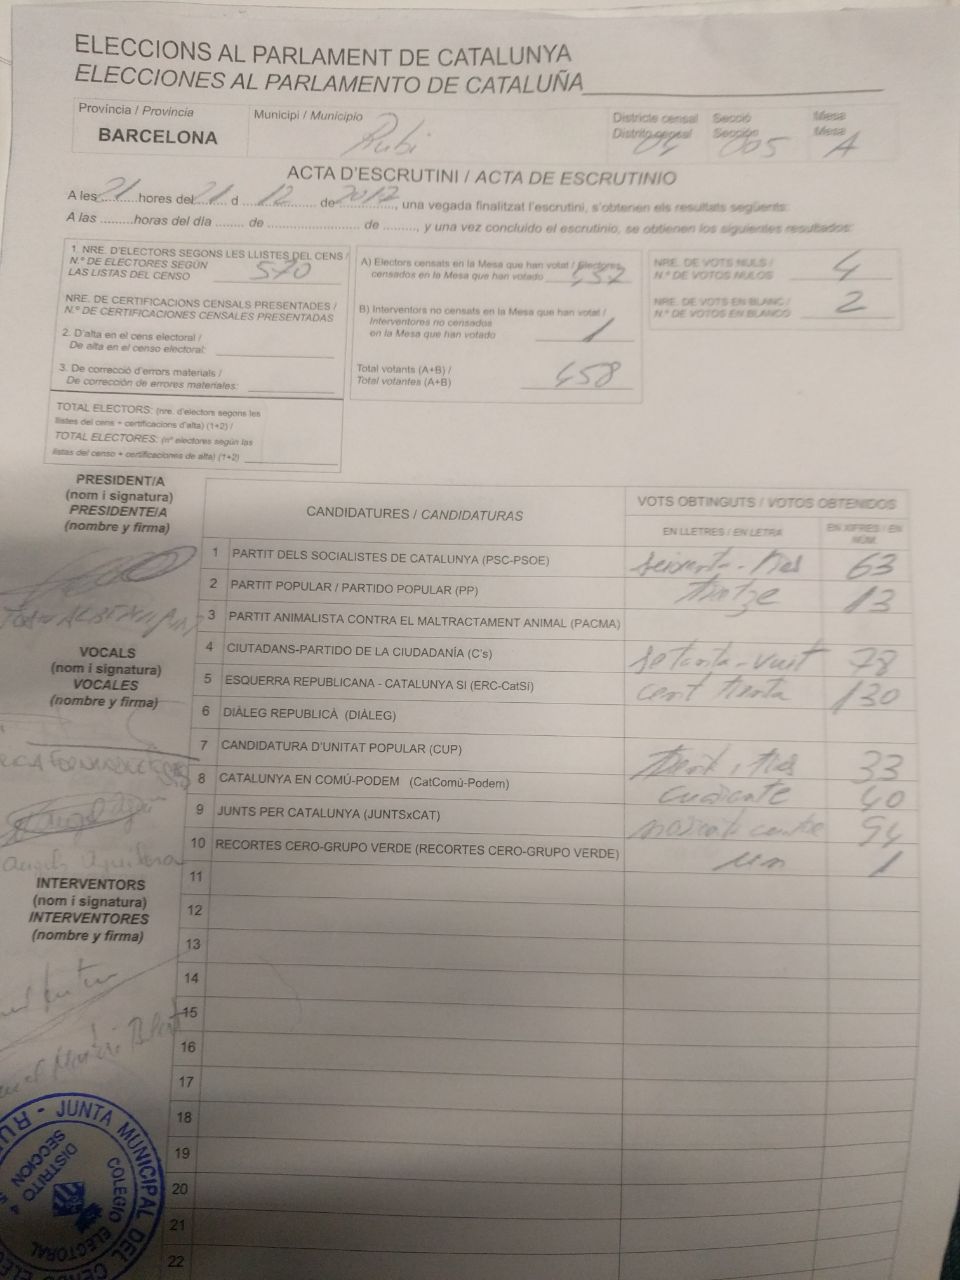 ELECCIONS AL PARLAMENT DE CATALUNYA
ELECCIONES AL PARLAMENTO DE CATALUÑA
Província / Provincia
BARCELONA
Municipi / Municipio
Rubí
Districte censal
Distrito censal
04
Secció
Sección
005
Mesa
Mesa
A
ACTA D'ESCRUTINI / ACTA DE ESCRUTINIO
A les 21 hores del 21 d 12 de 2017, una vegada finalitzat l'escrutini, s'obtenen els resultats següents:
A las .........horas del día ........ de ........................ de ........., y una vez concluido el escrutinio, se obtienen los siguientes resultados:
1. NRE. D'ELECTORS SEGONS LES LLISTES DEL CENS /
N.º DE ELECTORES SEGÚN
LAS LISTAS DEL CENSO 570
NRE. DE CERTIFICACIONS CENSALS PRESENTADES /
N.º DE CERTIFICACIONES CENSALES PRESENTADAS
2. D'alta en el cens electoral /
De alta en el censo electoral:
3. De correcció d'errors materials /
De corrección de errores materiales:
TOTAL ELECTORS: (nre. d'electors segons les
llistes del cens + certificacions d'alta) (1+2) /
TOTAL ELECTORES: (nº electores según las
listas del censo + certificaciones de alta) (1+2)
A) Electors censats en la Mesa que han votat / Electores
censados en la Mesa que han votado 457
B) Interventors no censats en la Mesa que han votat /
Interventores no censados
en la Mesa que han votado 1
Total votants (A+B) /
Total votantes (A+B) 458
NRE. DE VOTS NULS /
N.º DE VOTOS NULOS 4
NRE. DE VOTS EN BLANC /
N.º DE VOTOS EN BLANCO 2
PRESIDENT/A
(nom i signatura)
PRESIDENTE/A
(nombre y firma)
VOCALS
(nom i signatura)
VOCALES
(nombre y firma)
INTERVENTORS
(nom i signatura)
INTERVENTORES
(nombre y firma)
CANDIDATURES / CANDIDATURAS
VOTS OBTINGUTS / VOTOS OBTENIDOS
EN LLETRES / EN LETRA
EN XIFRES / EN NÚM.
1 PARTIT DELS SOCIALISTES DE CATALUNYA (PSC-PSOE) seixanta-tres 63
2 PARTIT POPULAR / PARTIDO POPULAR (PP) tretze 13
3 PARTIT ANIMALISTA CONTRA EL MALTRACTAMENT ANIMAL (PACMA)
4 CIUTADANS-PARTIDO DE LA CIUDADANÍA (C's) setanta-vuit 78
5 ESQUERRA REPUBLICANA - CATALUNYA SI (ERC-CatSí) cent trenta 130
6 DIÀLEG REPUBLICÀ (DIÀLEG)
7 CANDIDATURA D'UNITAT POPULAR (CUP) 33
8 CATALUNYA EN COMÚ-PODEM (CatComú-Podem) 40
9 JUNTS PER CATALUNYA (JUNTSxCAT) 94
10 RECORTES CERO-GRUPO VERDE (RECORTES CERO-GRUPO VERDE) un 1
11
12
13
14
15
16
17
18
19
20
21
22
JUNTA MUNICIPAL DEL
COLEGIO ELECTORAL
DISTRITO
SECCION